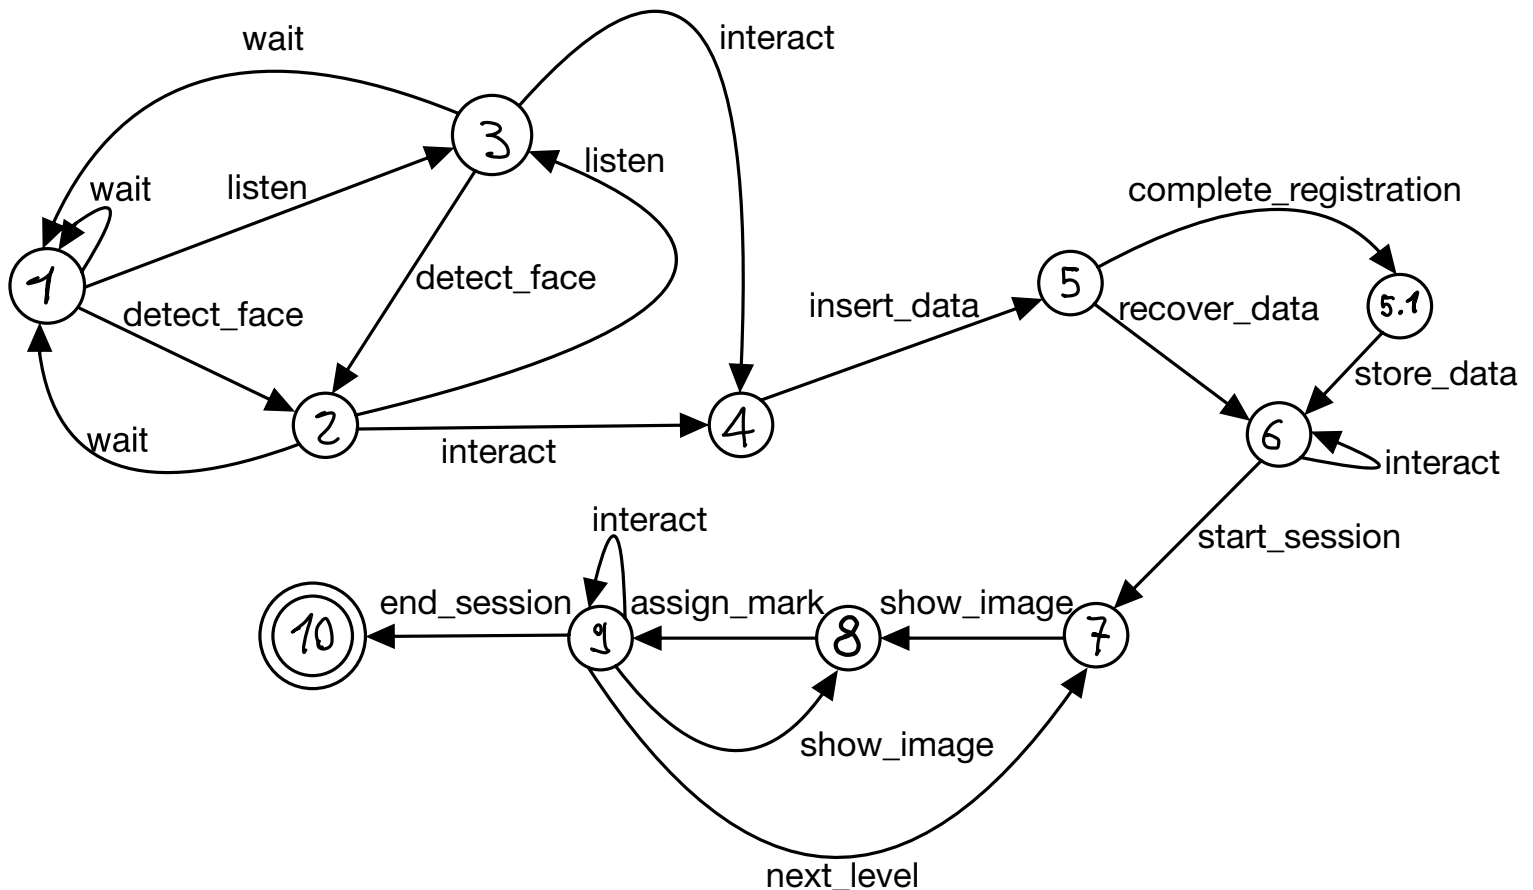 wait
interact
3
listen
wait
listen
complete_registration
1
detect_face
5
5.1
detect_face
insert_data
recover_data
store_data
wait
2
interact
4
6
interact
interact
start_session
end_session
assign_mark
show_image
10
9
8
7
show_image
next_level